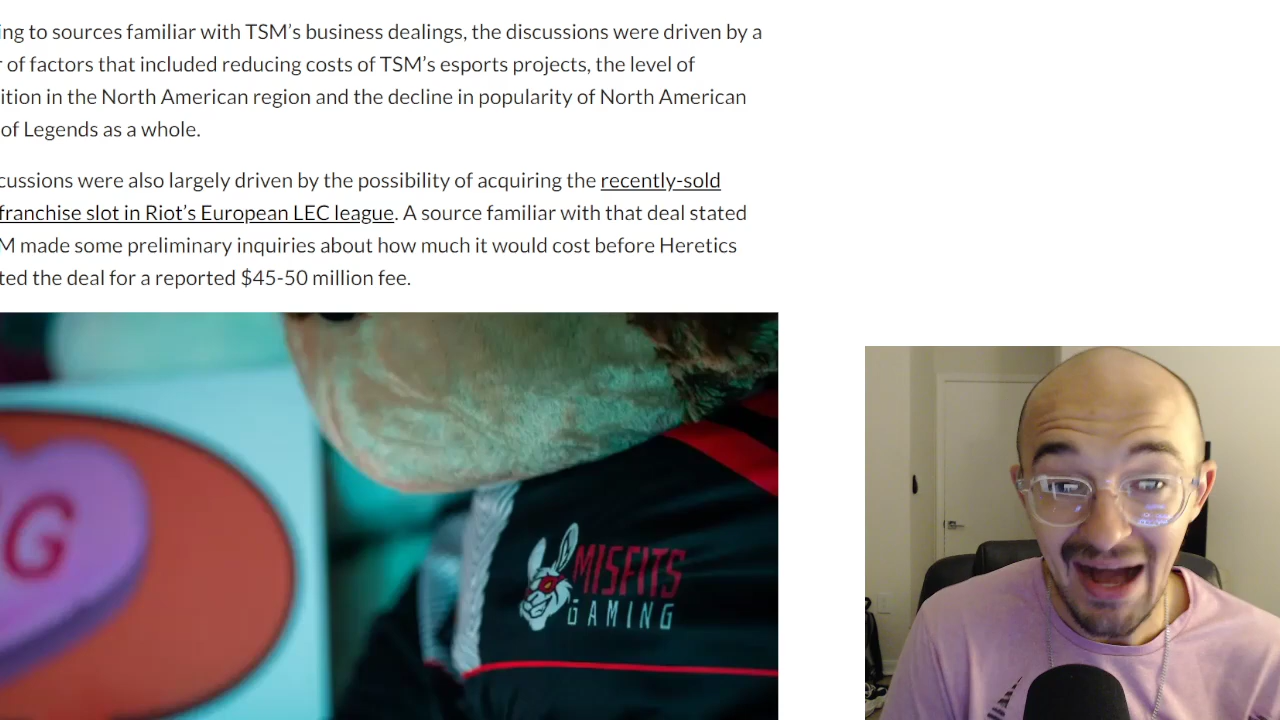 ing to sources familiar with TSM’s business dealings, the discussions were driven by a
r of factors that included reducing costs of TSM’s esports projects, the level of
ition in the North American region and the decline in popularity of North American
of Legends as a whole.
cussions were also largely driven by the possibility of acquiring the recently-sold
franchise slot in Riot’s European LEC league. A source familiar with that deal stated
M made some preliminary inquiries about how much it would cost before Heretics
ted the deal for a reported $45-50 million fee.
G
MISFITS
GAMING